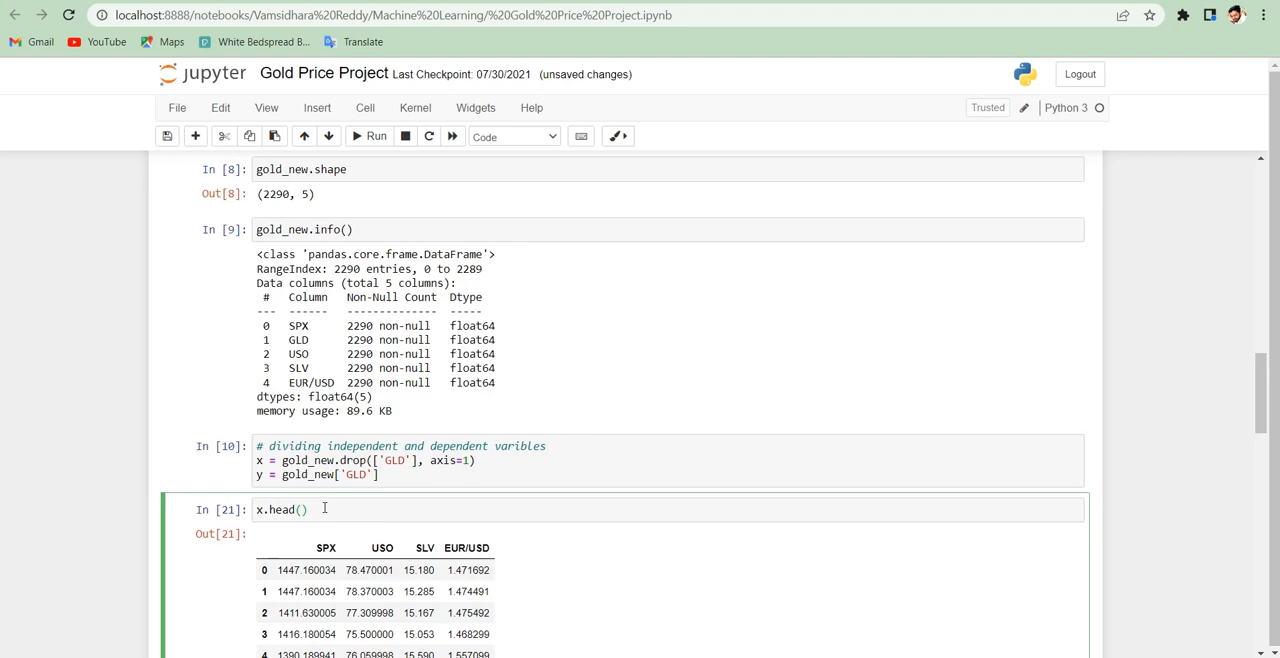 localhost:8888/notebooks/Vamsidhara%20Reddy/Machine%20Learning/%20Gold%20Price%20Project.ipynb
Gmail YouTube Maps White Bedspread B... Translate
jupyter Gold Price Project Last Checkpoint: 07/30/2021 (unsaved changes) Logout
File Edit View Insert Cell Kernel Widgets Help Trusted Python 3
Run Code
In [8]: gold_new.shape
Out[8]: (2290, 5)
In [9]: gold_new.info()
<class 'pandas.core.frame.DataFrame'>
RangeIndex: 2290 entries, 0 to 2289
Data columns (total 5 columns):
# Column Non-Null Count Dtype
--- ------ -------------- -----
0 SPX 2290 non-null float64
1 GLD 2290 non-null float64
2 USO 2290 non-null float64
3 SLV 2290 non-null float64
4 EUR/USD 2290 non-null float64
dtypes: float64(5)
memory usage: 89.6 KB
In [10]: # dividing independent and dependent varibles
x = gold_new.drop(['GLD'], axis=1)
y = gold_new['GLD']
In [21]: x.head()
Out[21]:
SPX USO SLV EUR/USD
0 1447.160034 78.470001 15.180 1.471692
1 1447.160034 78.370003 15.285 1.474491
2 1411.630005 77.309998 15.167 1.475492
3 1416.180054 75.500000 15.053 1.468299
4 1390.189941 76.059998 15.590 1.557099